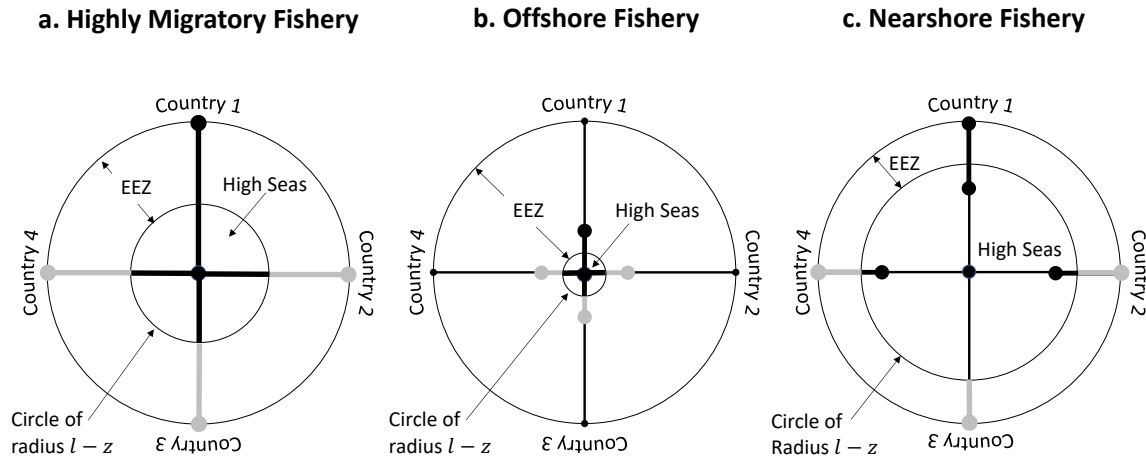 a. Highly Migratory Fishery
b. Offshore Fishery
c. Nearshore Fishery
Country 1
EEZ
High Seas
Country 4
Country 2
Country 3
Circle of
radius l − z
Country 1
EEZ
High Seas
Country 4
Country 2
Country 3
Circle of
radius l − z
Country 1
EEZ
High Seas
Country 4
Country 2
Country 3
Circle of
Radius l − z